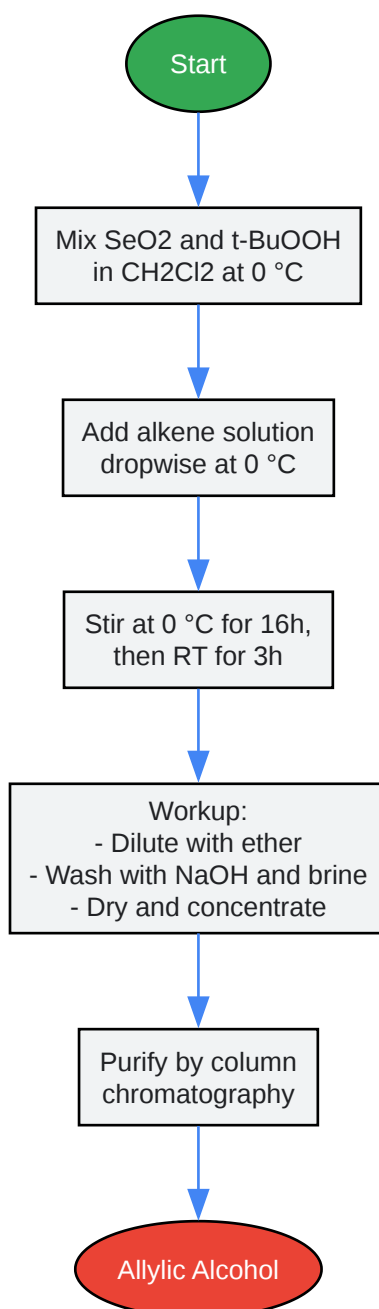 Start
Mix SeO2 and t-BuOOH
in CH2Cl2 at 0 °C
Add alkene solution
dropwise at 0 °C
Stir at 0 °C for 16h,
then RT for 3h
Workup:
- Dilute with ether
- Wash with NaOH and brine
- Dry and concentrate
Purify by column
chromatography
Allylic Alcohol